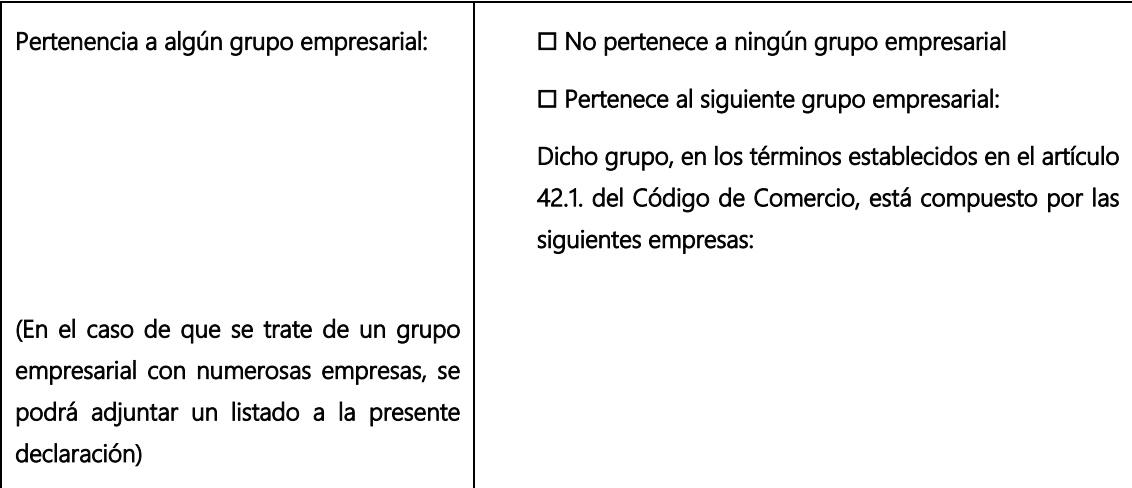 Pertenencia a algún grupo empresarial:
(En el caso de que se trate de un grupo
empresarial con numerosas empresas, se
podrá adjuntar un listado a la presente
declaración)
☐ No pertenece a ningún grupo empresarial
☐ Pertenece al siguiente grupo empresarial:
Dicho grupo, en los términos establecidos en el artículo
42.1. del Código de Comercio, está compuesto por las
siguientes empresas: